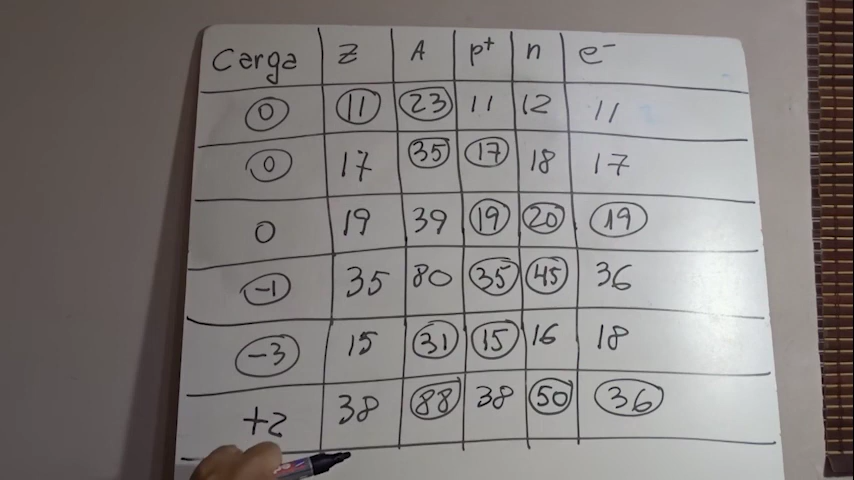 Carga Z A p+ n e-
0 11 23 11 12 11
0 17 35 17 18 17
0 19 39 19 20 19
-1 35 80 35 45 36
-3 15 31 15 16 18
+2 38 88 38 50 36